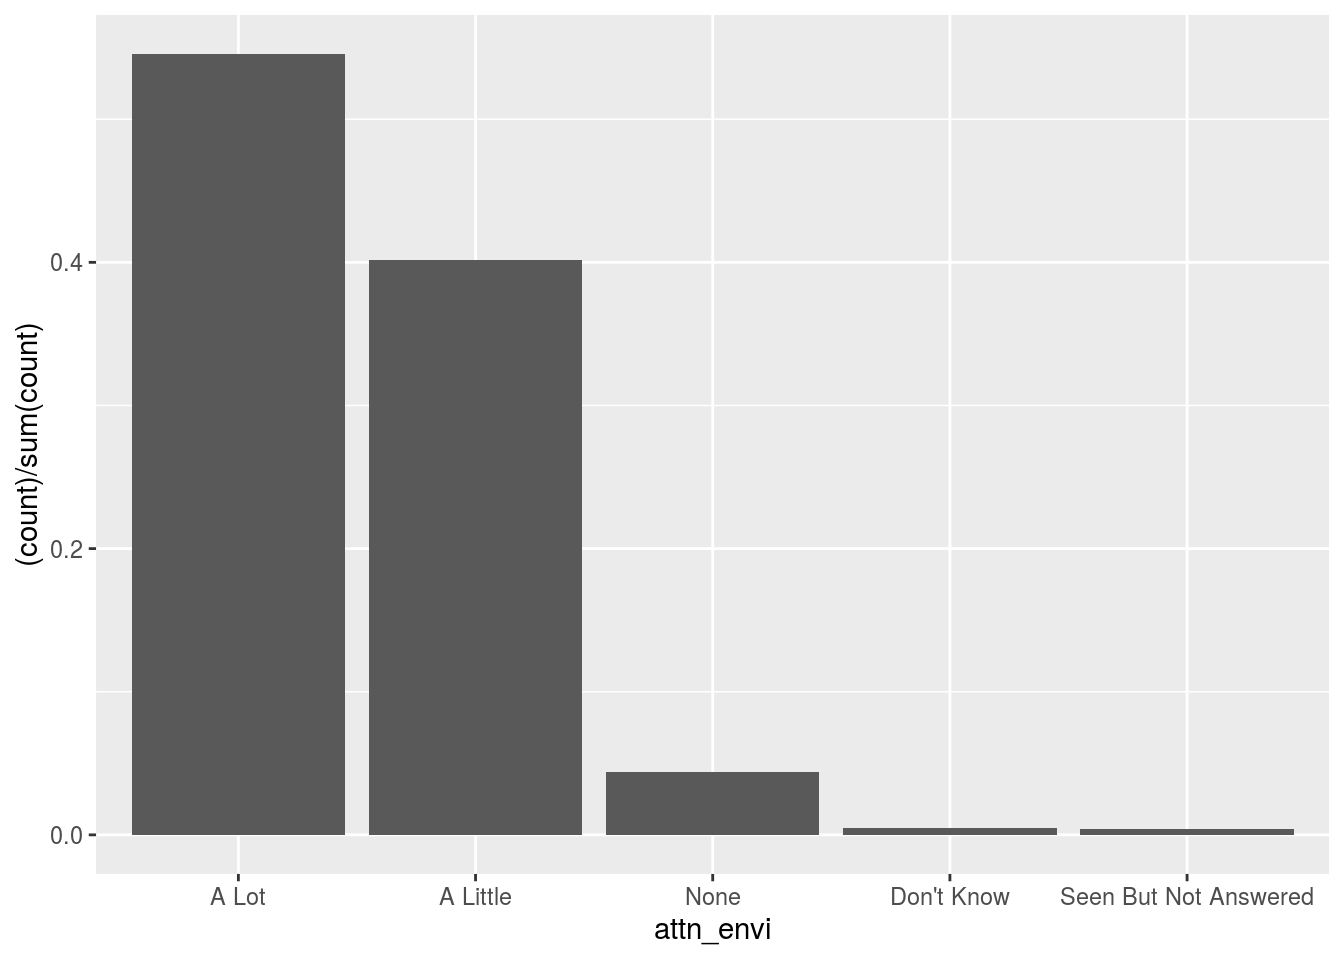 (count)/sum(count)
0.4
0.2
0.0
A Lot
A Little
None
Don't Know
Seen But Not Answered
attn_envi